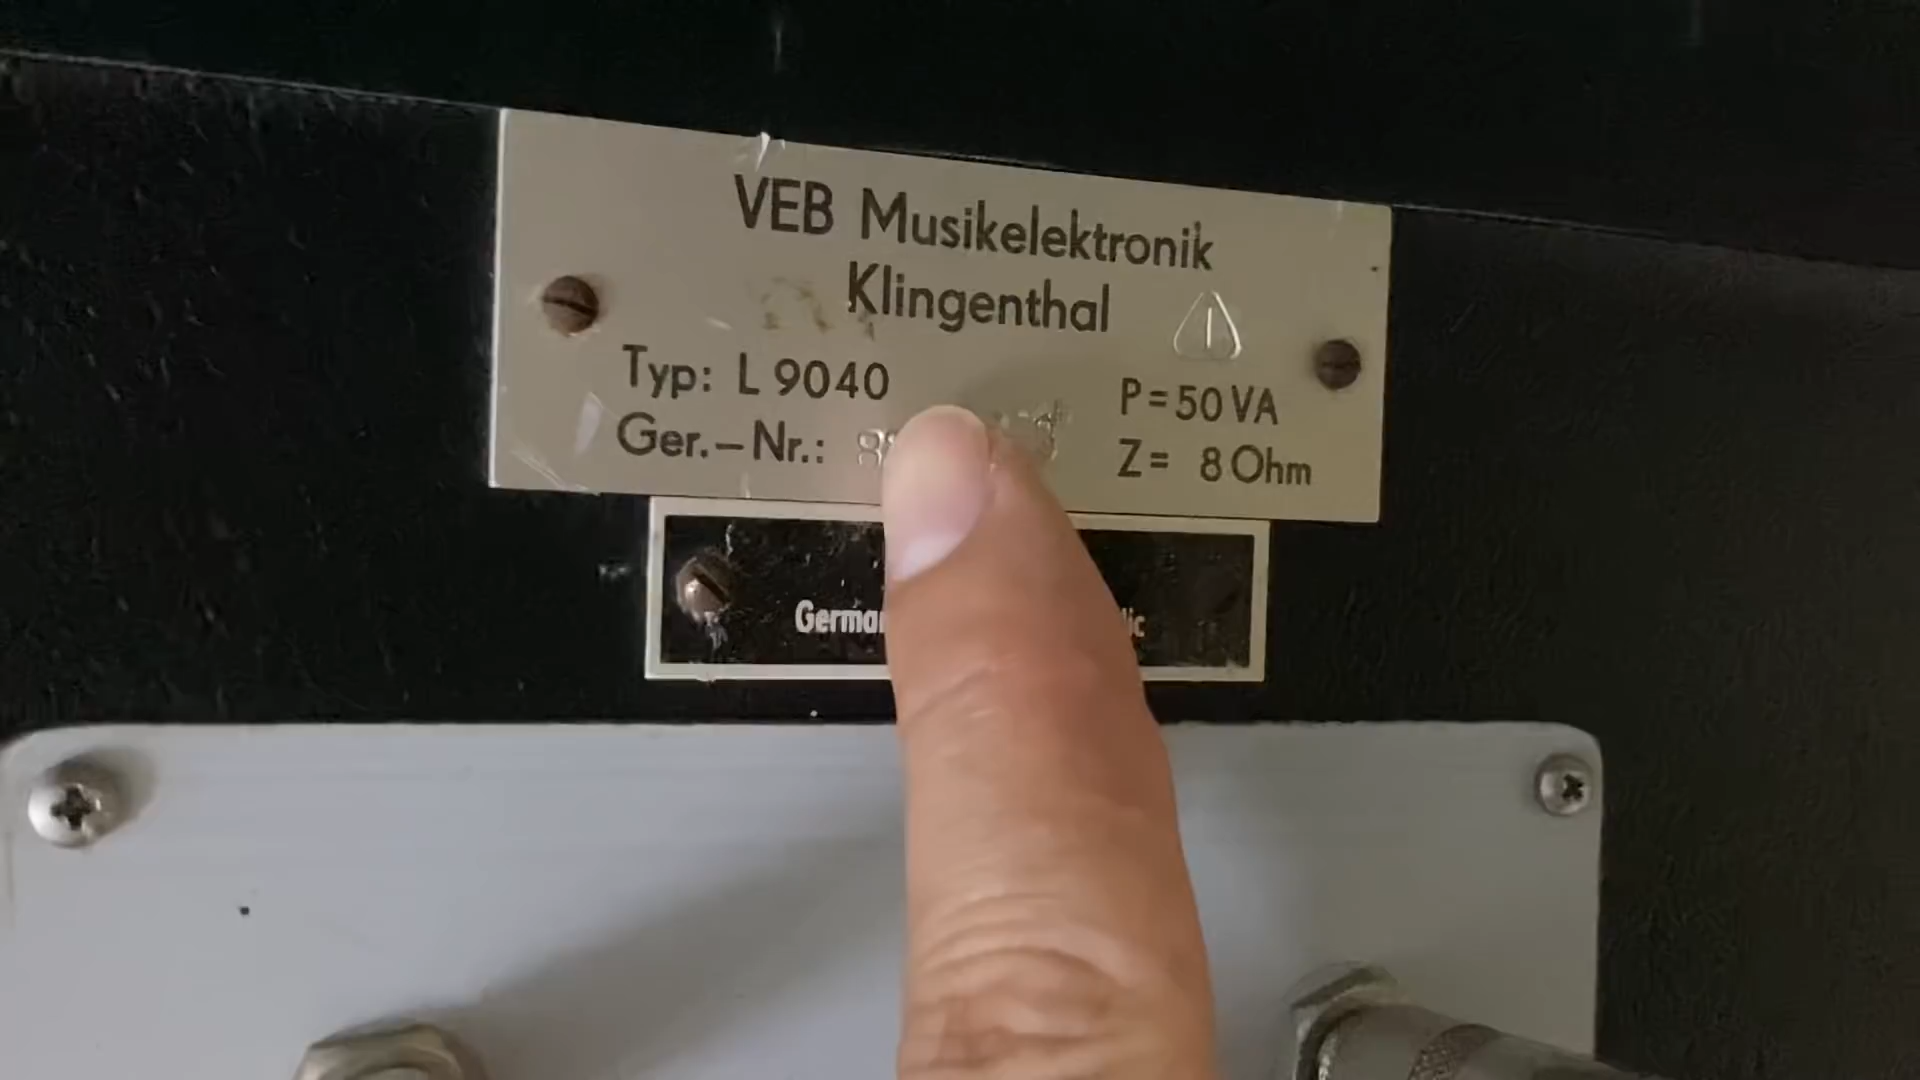 VEB Musikelektronik
Klingenthal
Typ: L 9040
P = 50 VA
Ger.-Nr.:
Z = 8 Ohm